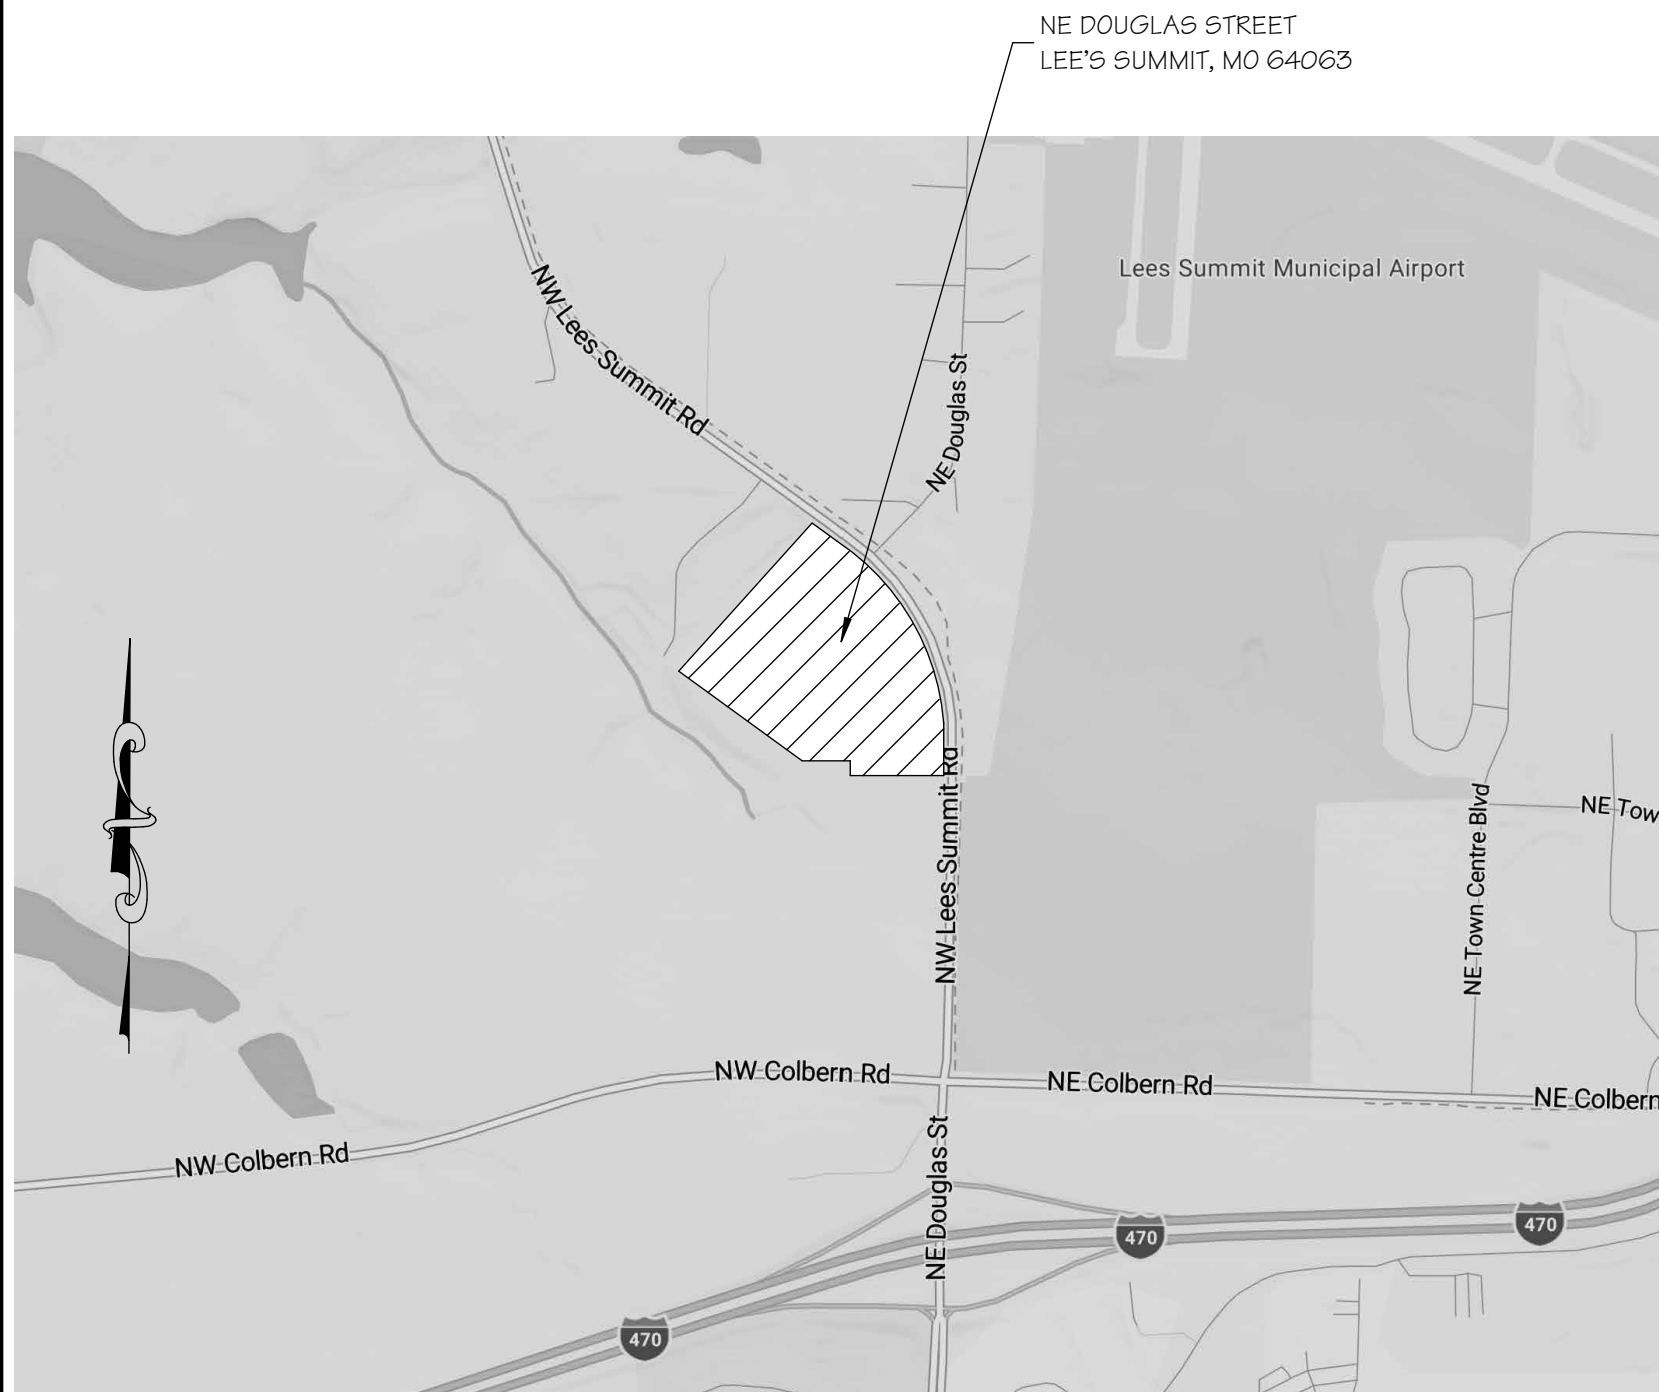 NE DOUGLAS STREET
LEE'S SUMMIT, MO 64063
Lees Summit Municipal Airport
NW Lees Summit Rd
NE Douglas St
NW Lees Summit Rd
NE Town Centre Blvd
NE Tow
NW Colbern Rd
NE Colbern Rd
NE Colbern
NW Colbern Rd
NE Douglas St
470
470
470